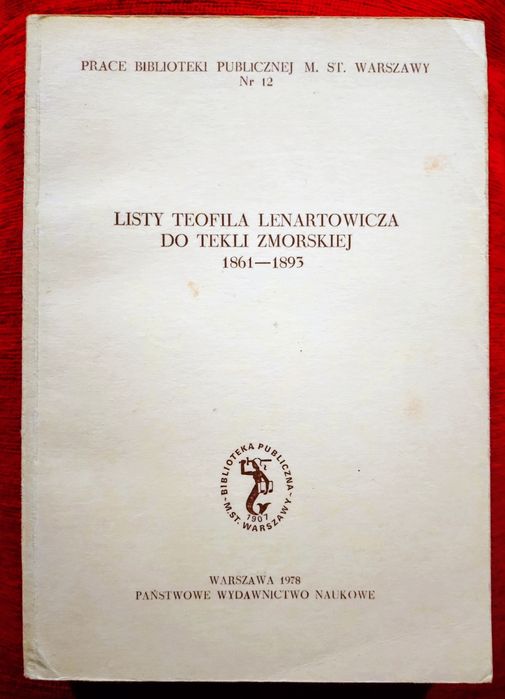 PRACE BIBLIOTEKI PUBLICZNEJ M. ST. WARSZAWY
Nr 12
LISTY TEOFILA LENARTOWICZA
DO TEKLI ZMORSKIEJ
1861—1893
BIBLIOTEKA PUBLICZNA
M. ST. WARSZAWY
1907
WARSZAWA 1978
PAŃSTWOWE WYDAWNICTWO NAUKOWE